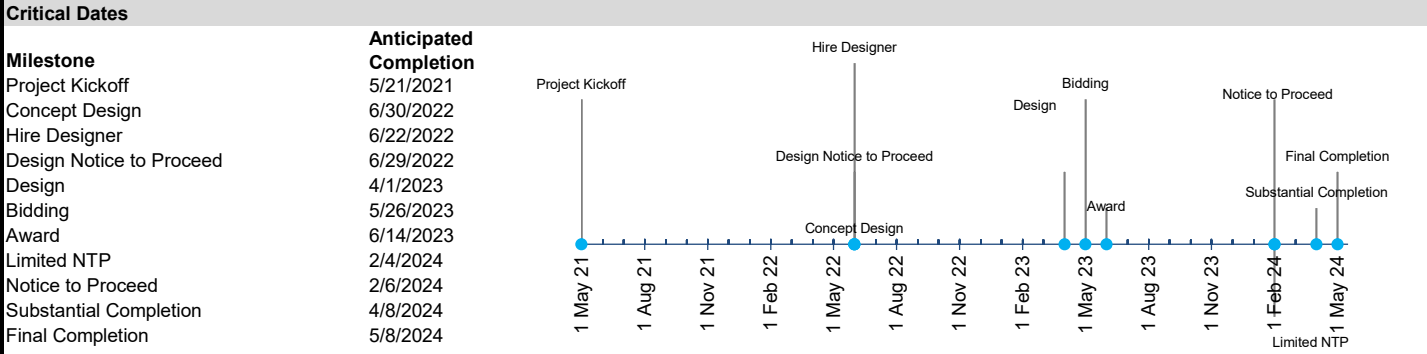 Critical Dates
Milestone Anticipated Completion
Project Kickoff 5/21/2021
Concept Design 6/30/2022
Hire Designer 6/22/2022
Design Notice to Proceed 6/29/2022
Design 4/1/2023
Bidding 5/26/2023
Award 6/14/2023
Limited NTP 2/4/2024
Notice to Proceed 2/6/2024
Substantial Completion 4/8/2024
Final Completion 5/8/2024
Hire Designer
Project Kickoff
Bidding
Notice to Proceed
Design
Design Notice to Proceed
Final Completion
Substantial Completion
Award
Concept Design
1 May 21
1 Aug 21
1 Nov 21
1 Feb 22
1 May 22
1 Aug 22
1 Nov 22
1 Feb 23
1 May 23
1 Aug 23
1 Nov 23
1 Feb 24
1 May 24
Limited NTP